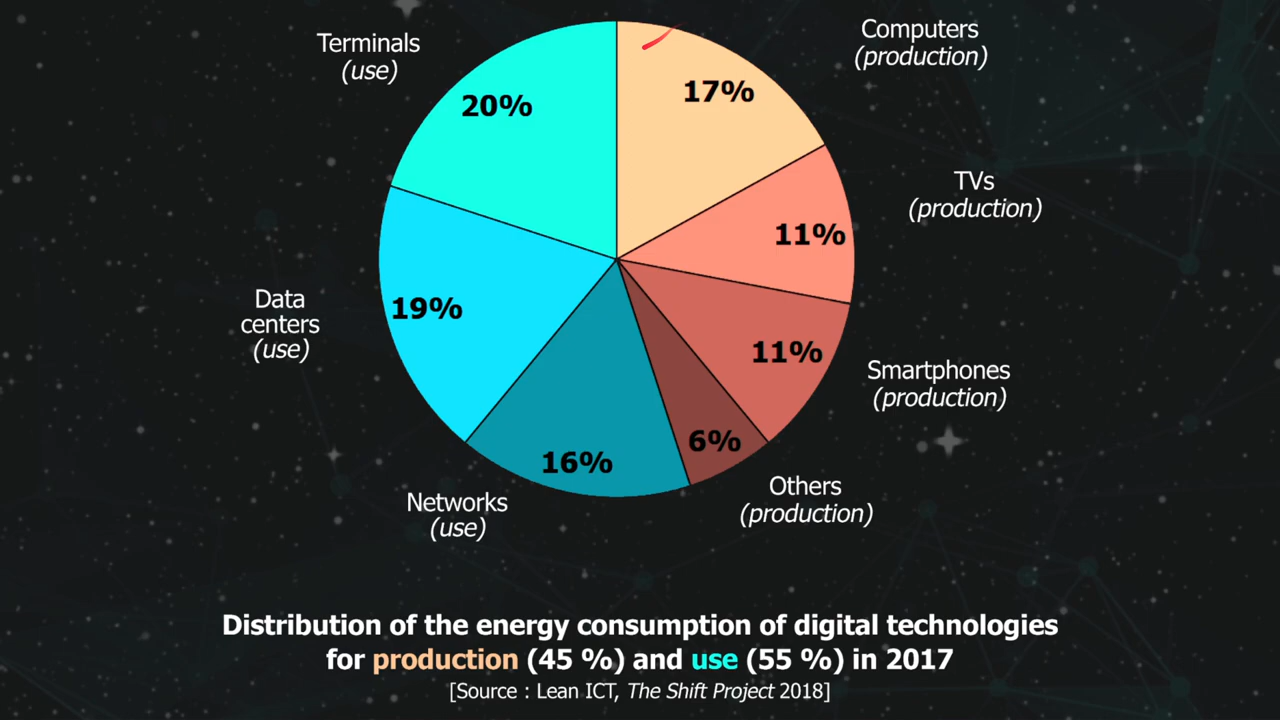 Terminals
(use)
20%
Computers
(production)
17%
TVs
(production)
11%
Data
centers
(use)
19%
Smartphones
(production)
11%
Networks
(use)
16%
Others
(production)
6%
Distribution of the energy consumption of digital technologies
for production (45 %) and use (55 %) in 2017
[Source : Lean ICT, The Shift Project 2018]